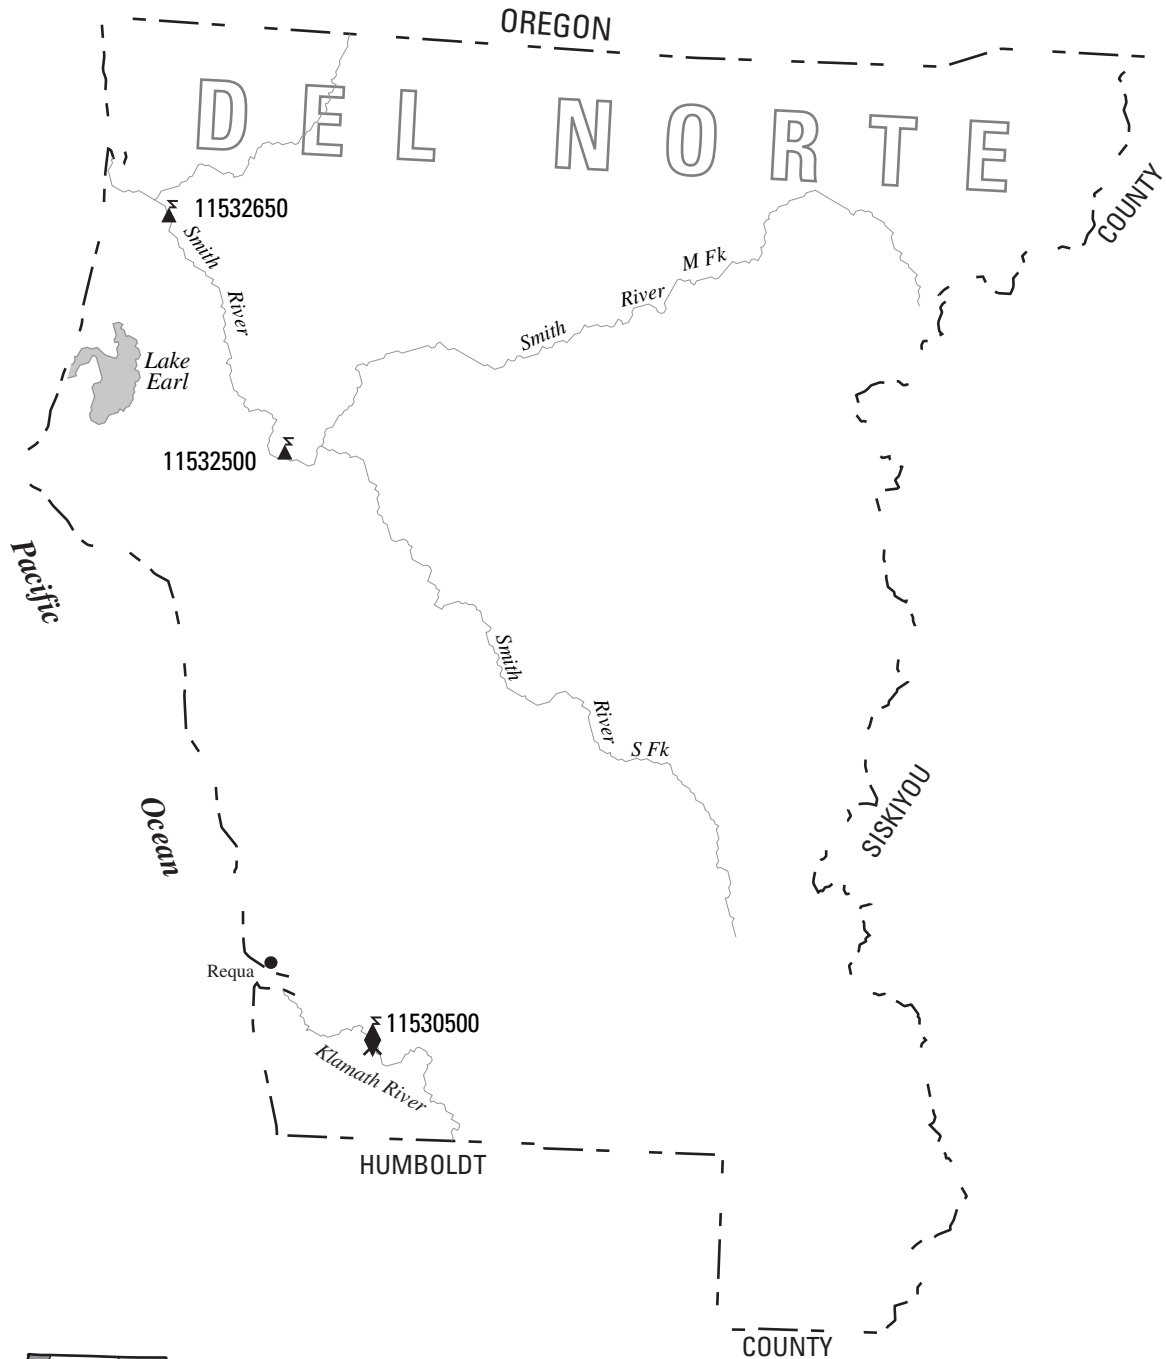 OREGON
DEL NORTE
COUNTY
11532650
Smith
River
M Fk
River
Smith
Lake
Earl
11532500
Pacific
Smith
River
S Fk
SISKIYOU
Ocean
Requa
11530500
Klamath River
HUMBOLDT
COUNTY